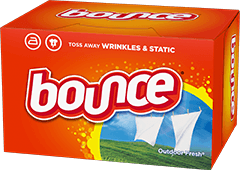 TOSS AWAY WRINKLES & STATIC
bounce
Outdoor Fresh®